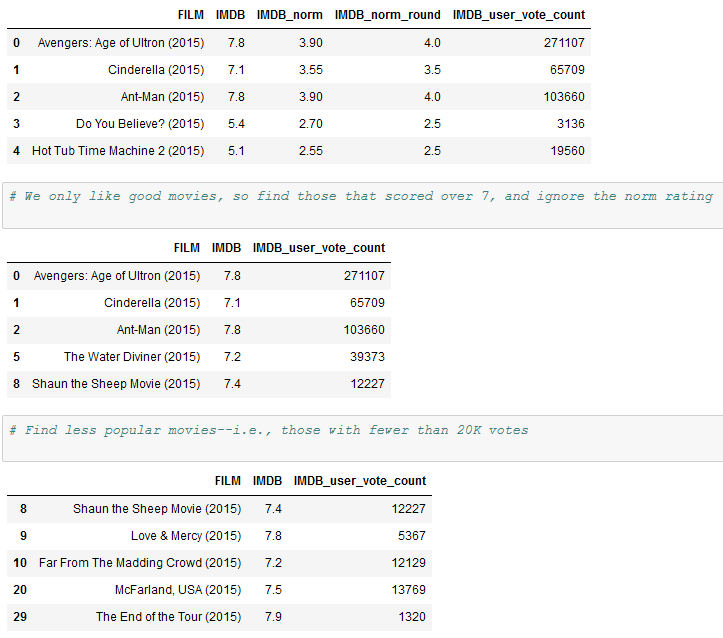 FILM IMDB IMDB_norm IMDB_norm_round IMDB_user_vote_count
0 Avengers: Age of Ultron (2015) 7.8 3.90 4.0 271107
1 Cinderella (2015) 7.1 3.55 3.5 65709
2 Ant-Man (2015) 7.8 3.90 4.0 103660
3 Do You Believe? (2015) 5.4 2.70 2.5 3136
4 Hot Tub Time Machine 2 (2015) 5.1 2.55 2.5 19560
# We only like good movies, so find those that scored over 7, and ignore the norm rating
FILM IMDB IMDB_user_vote_count
0 Avengers: Age of Ultron (2015) 7.8 271107
1 Cinderella (2015) 7.1 65709
2 Ant-Man (2015) 7.8 103660
5 The Water Diviner (2015) 7.2 39373
8 Shaun the Sheep Movie (2015) 7.4 12227
# Find less popular movies--i.e., those with fewer than 20K votes
FILM IMDB IMDB_user_vote_count
8 Shaun the Sheep Movie (2015) 7.4 12227
9 Love & Mercy (2015) 7.8 5367
10 Far From The Madding Crowd (2015) 7.2 12129
20 McFarland, USA (2015) 7.5 13769
29 The End of the Tour (2015) 7.9 1320